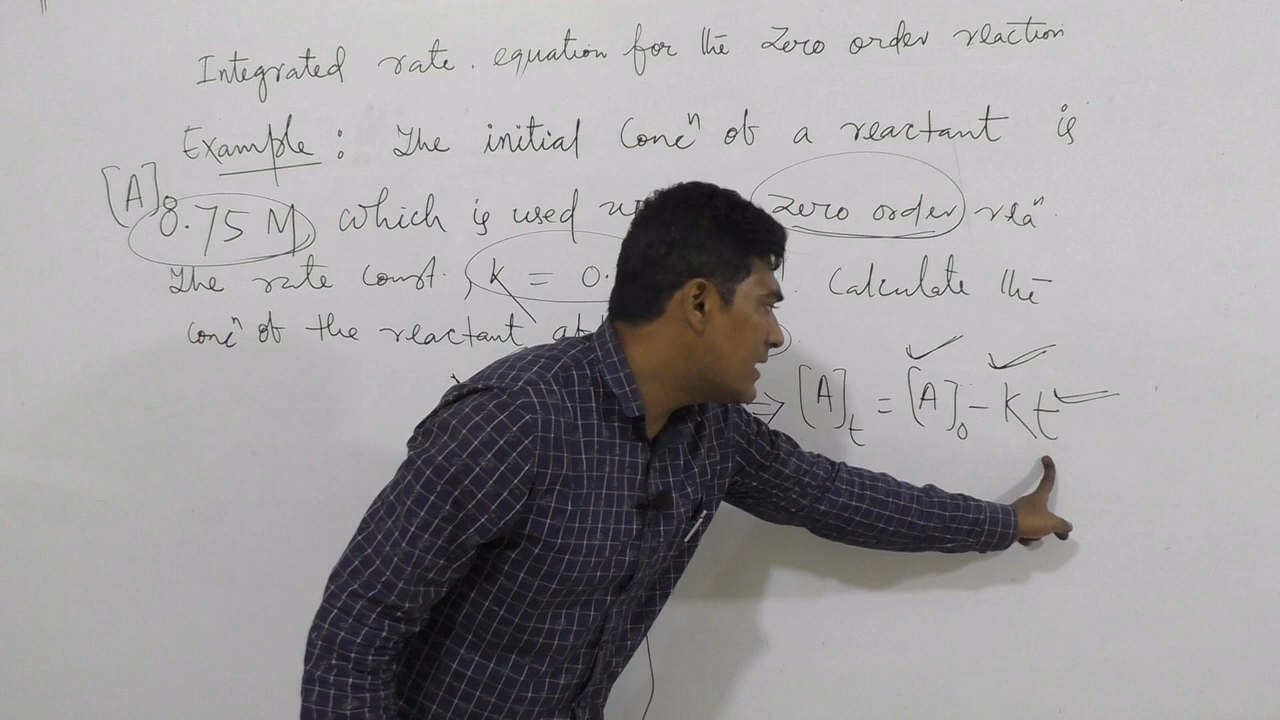 Integrated rate equation for the Zero order reaction
Example : The initial Concⁿ of a reactant is
[A]₀ 0.75 M which is used zero order reaⁿ.
The rate const., k = 0. Calculate the
concⁿ of the reactant
⇒ [A]t = [A]₀ - Kt